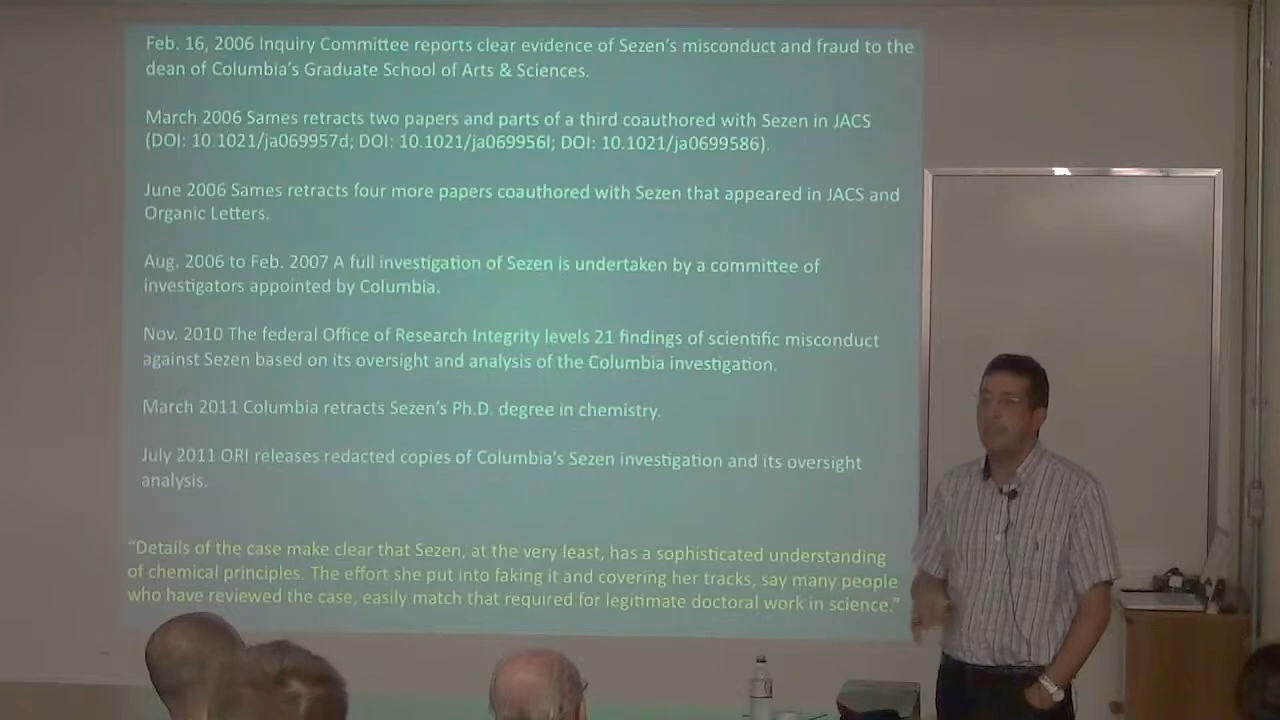 Feb. 16, 2006 Inquiry Committee reports clear evidence of Sezen's misconduct and fraud to the
dean of Columbia's Graduate School of Arts & Sciences.
March 2006 Sames retracts two papers and parts of a third coauthored with Sezen in JACS
(DOI: 10.1021/ja069957d; DOI: 10.1021/ja069956l; DOI: 10.1021/ja0699586).
June 2006 Sames retracts four more papers coauthored with Sezen that appeared in JACS and
Organic Letters.
Aug. 2006 to Feb. 2007 A full investigation of Sezen is undertaken by a committee of
investigators appointed by Columbia.
Nov. 2010 The federal Office of Research Integrity levels 21 findings of scientific misconduct
against Sezen based on its oversight and analysis of the Columbia investigation.
March 2011 Columbia retracts Sezen's Ph.D. degree in chemistry.
July 2011 ORI releases redacted copies of Columbia's Sezen investigation and its oversight
analysis.
"Details of the case make clear that Sezen, at the very least, has a sophisticated understanding
of chemical principles. The effort she put into faking it and covering her tracks, say many people
who have reviewed the case, easily match that required for legitimate doctoral work in science."